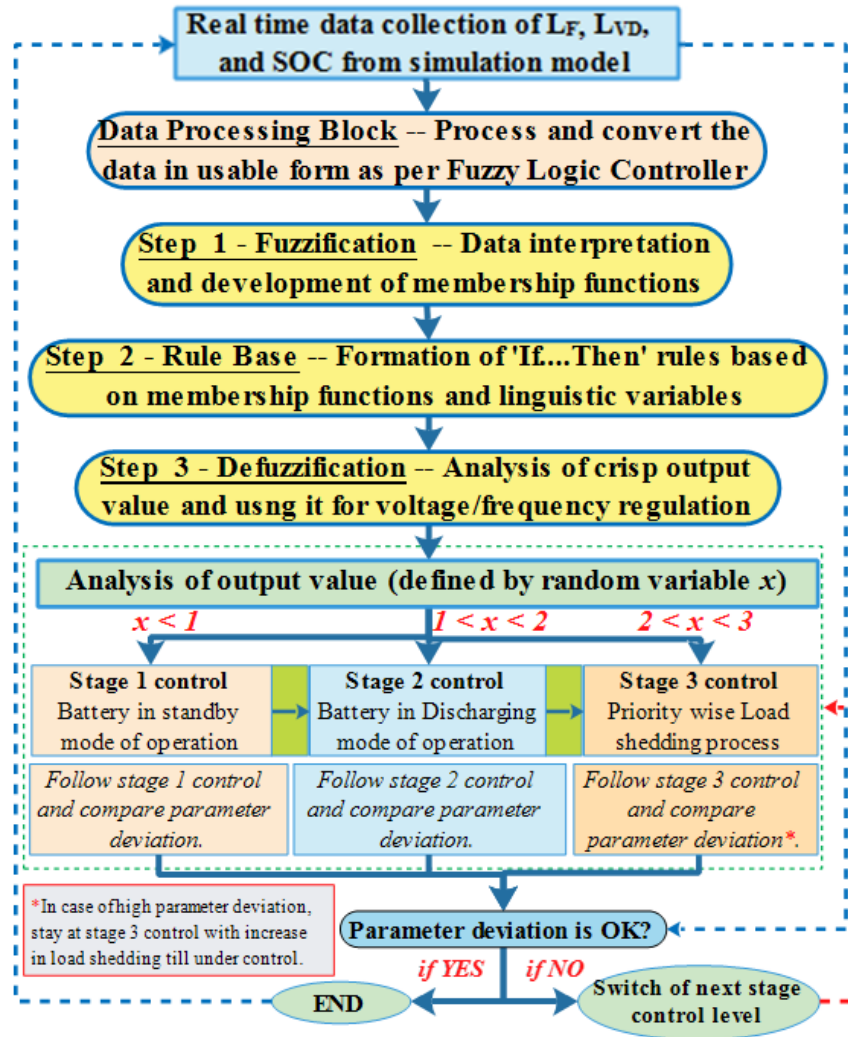 Real time data collection of LF, LVD,
and SOC from simulation model
Data Processing Block -- Process and convert the
data in usable form as per Fuzzy Logic Controller
Step 1 - Fuzzification -- Data interpretation
and development of membership functions
Step 2 - Rule Base -- Formation of 'If....Then' rules based
on membership functions and linguistic variables
Step 3 - Defuzzification -- Analysis of crisp output
value and usng it for voltage/frequency regulation
Analysis of output value (defined by random variable x)
x < 1
1 < x < 2
2 < x < 3
Stage 1 control
Battery in standby
mode of operation
Stage 2 control
Battery in Discharging
mode of operation
Stage 3 control
Priority wise Load
shedding process
Follow stage 1 control
and compare parameter
deviation.
Follow stage 2 control
and compare parameter
deviation.
Follow stage 3 control
and compare
parameter deviation*.
*In case of high parameter deviation,
stay at stage 3 control with increase
in load shedding till under control.
Parameter deviation is OK?
if YES
if NO
END
Switch of next stage
control level